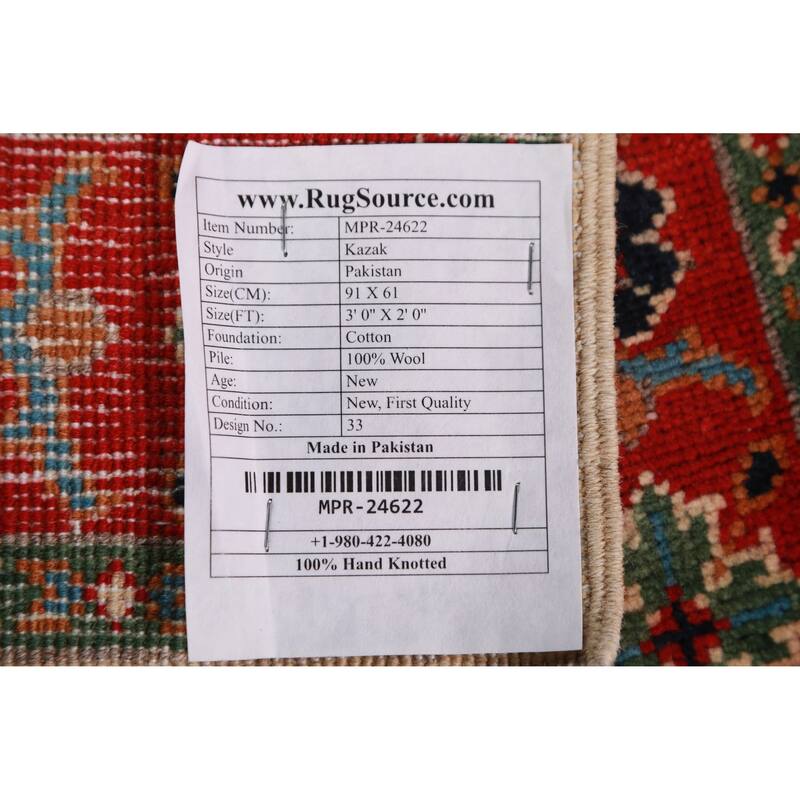 www.RugSource.com
Item Number: MPR-24622
Style Kazak
Origin Pakistan
Size(CM): 91 X 61
Size(FT): 3' 0" X 2' 0"
Foundation: Cotton
Pile: 100% Wool
Age: New
Condition: New, First Quality
Design No.: 33
Made in Pakistan
MPR-24622
+1-980-422-4080
100% Hand Knotted